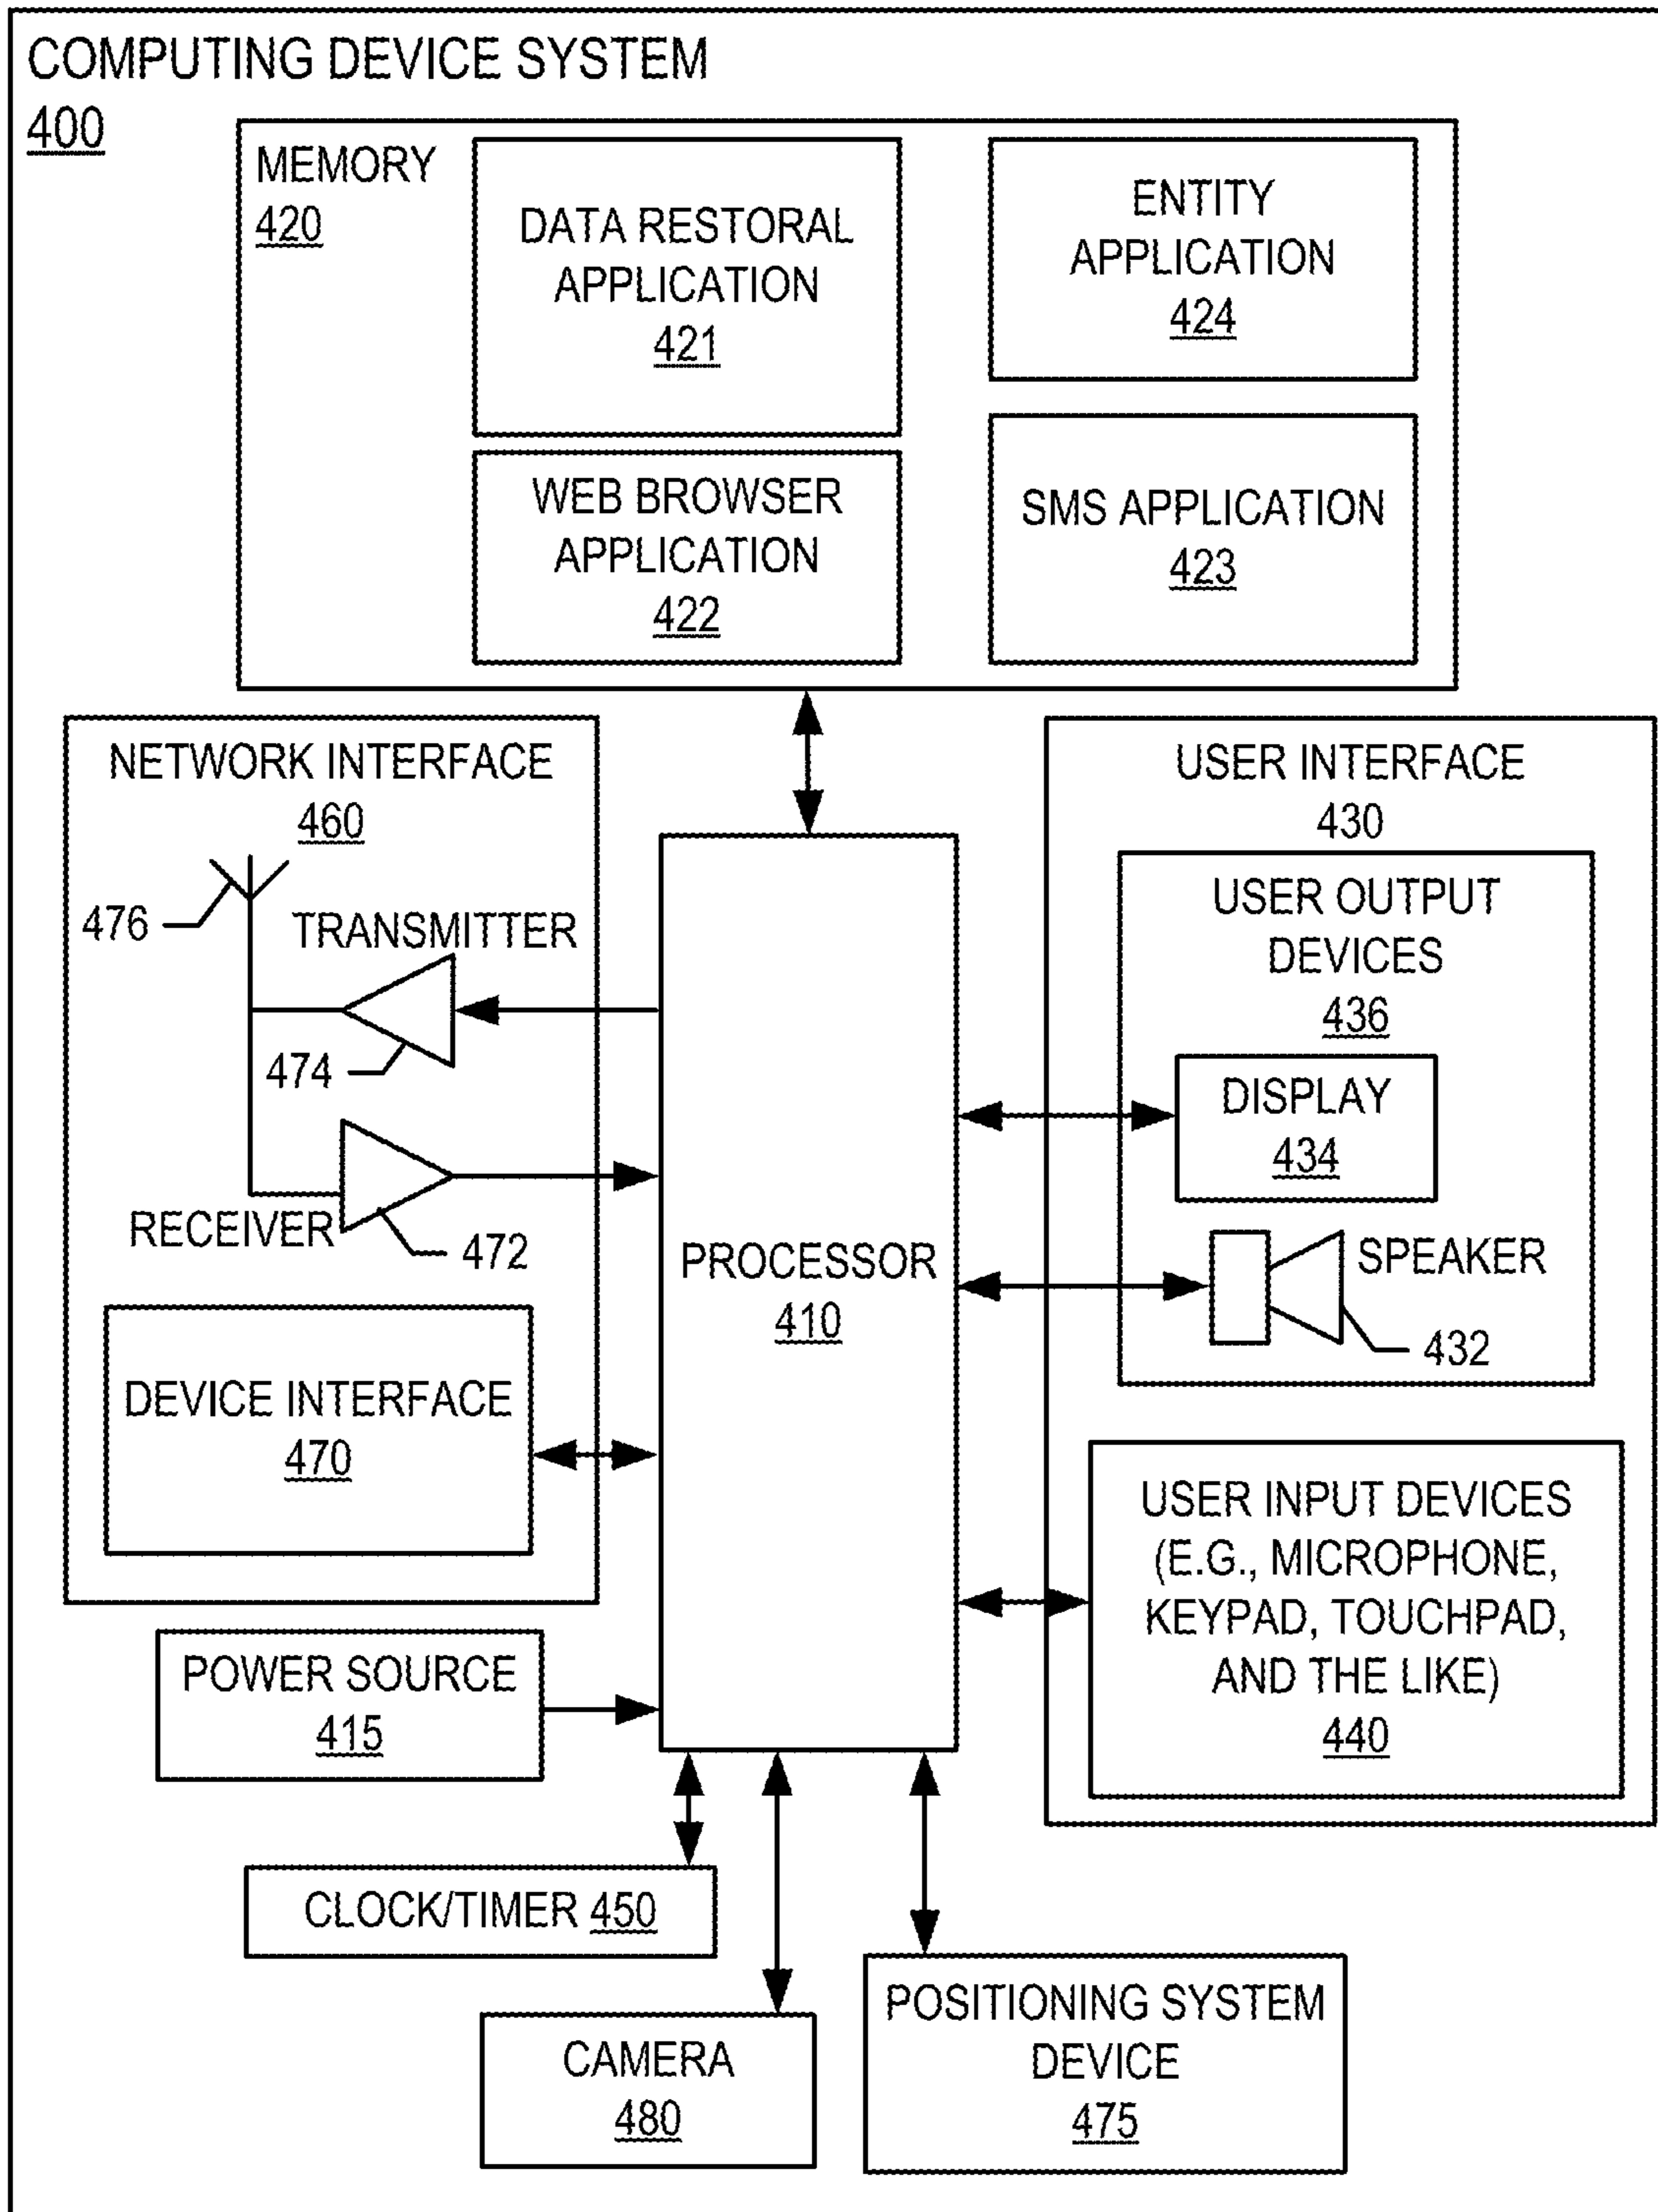 COMPUTING DEVICE SYSTEM
400
MEMORY
420
DATA RESTORAL
APPLICATION
421
ENTITY
APPLICATION
424
WEB BROWSER
APPLICATION
422
SMS APPLICATION
423
NETWORK INTERFACE
460
476
TRANSMITTER
474
RECEIVER
472
DEVICE INTERFACE
470
PROCESSOR
410
USER INTERFACE
430
USER OUTPUT
DEVICES
436
DISPLAY
434
SPEAKER
432
USER INPUT DEVICES
(E.G., MICROPHONE,
KEYPAD, TOUCHPAD,
AND THE LIKE)
440
POWER SOURCE
415
CLOCK/TIMER 450
CAMERA
480
POSITIONING SYSTEM
DEVICE
475